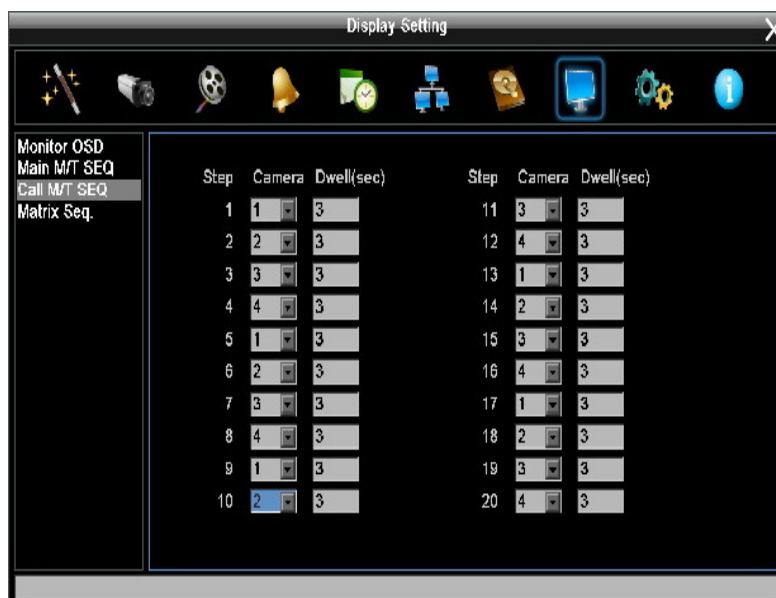 Display Setting
X
i
Monitor OSD
Main M/T SEQ
Call M/T SEQ
Matrix Seq.
Step Camera Dwell(sec) Step Camera Dwell(sec)
1 1 3 11 3 3
2 2 3 12 4 3
3 3 3 13 1 3
4 4 3 14 2 3
5 1 3 15 3 3
6 2 3 16 4 3
7 3 3 17 1 3
8 4 3 18 2 3
9 1 3 19 3 3
10 2 3 20 4 3